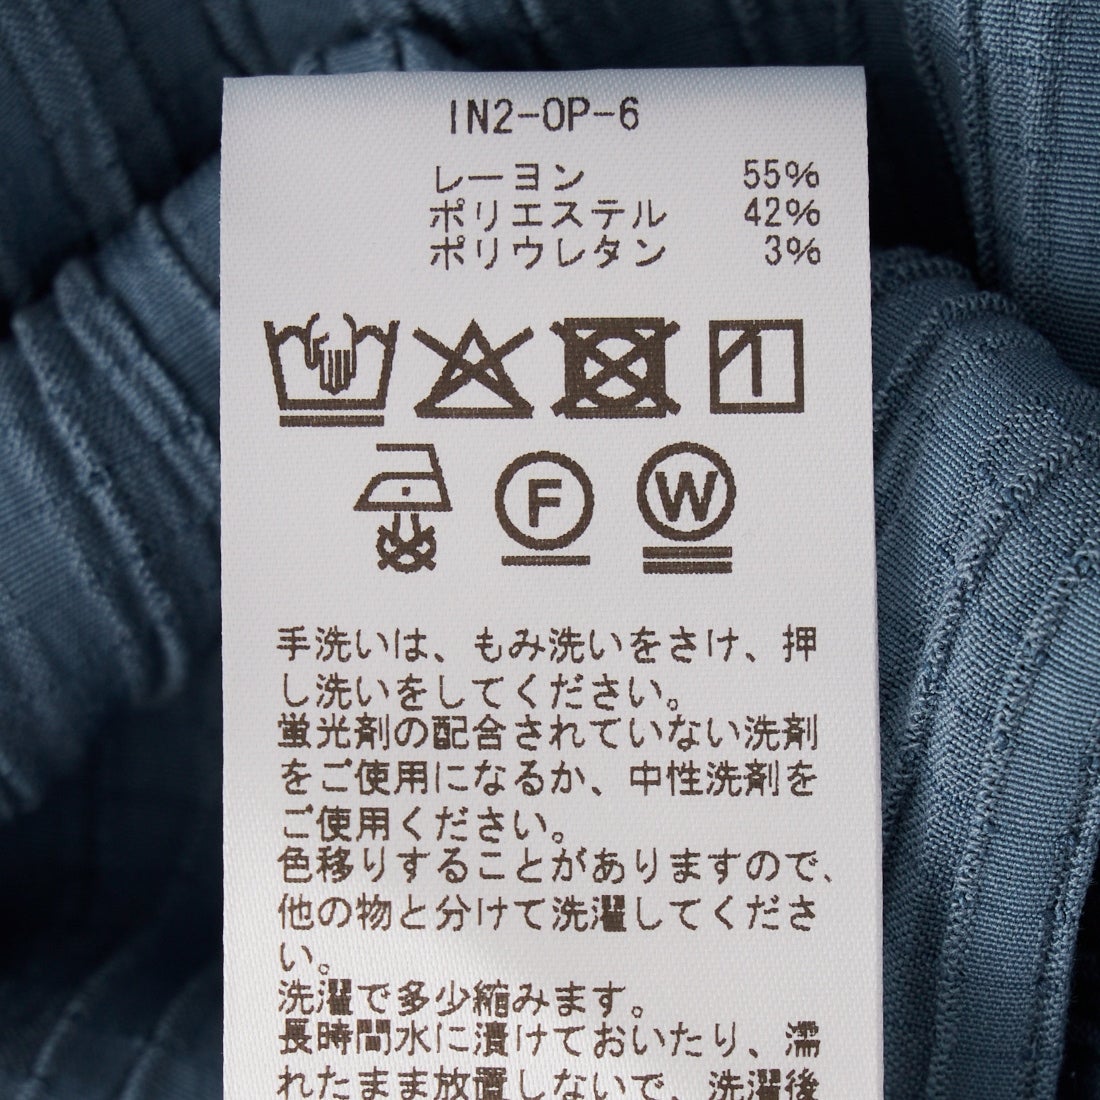 IN2-OP-6
レーヨン 55%
ポリエステル 42%
ポリウレタン 3%
F
W
手洗いは、もみ洗いをさけ、押
し洗いをしてください。
蛍光剤の配合されていない洗剤
をご使用になるか、中性洗剤を
ご使用ください。
色移りすることがありますので、
他の物と分けて洗濯してくださ
い。
洗濯で多少縮みます。
長時間水に漬けておいたり、濡
れたまま放置しないで、洗濯後